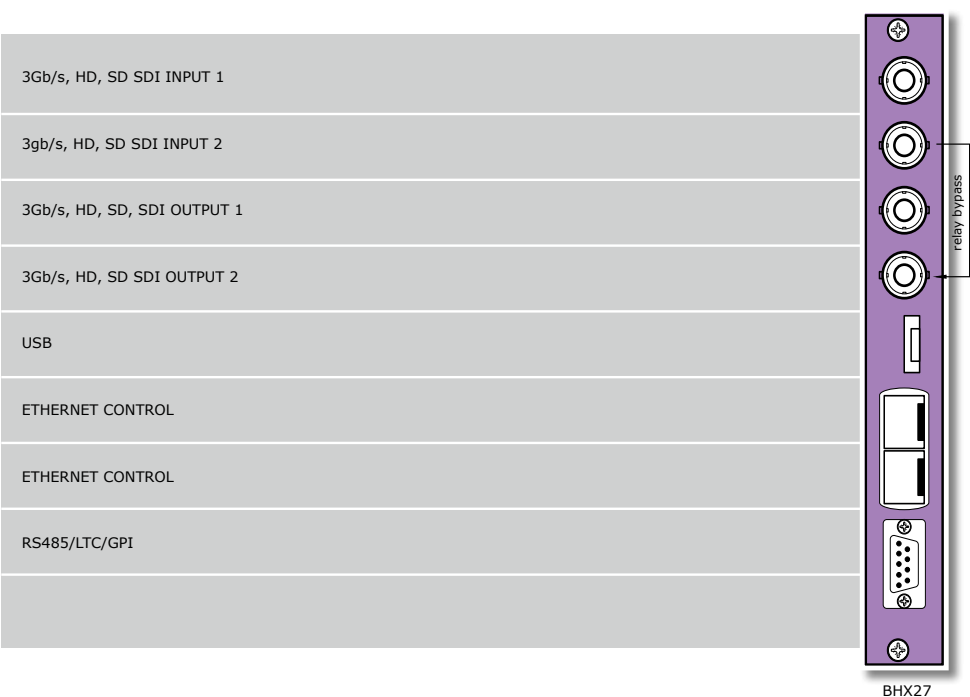 3Gb/s, HD, SD SDI INPUT 1
3gb/s, HD, SD SDI INPUT 2
3Gb/s, HD, SD, SDI OUTPUT 1
3Gb/s, HD, SD SDI OUTPUT 2
USB
ETHERNET CONTROL
ETHERNET CONTROL
RS485/LTC/GPI
relay bypass
BHX27